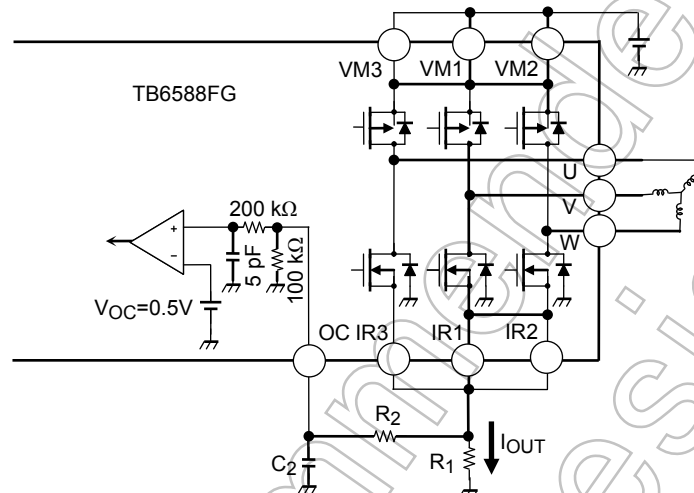 VM3
VM1
VM2
TB6588FG
U
V
W
200 kΩ
5 pF
100 kΩ
VOC=0.5V
OC
IR3
IR1
IR2
R2
C2
R1
IOUT